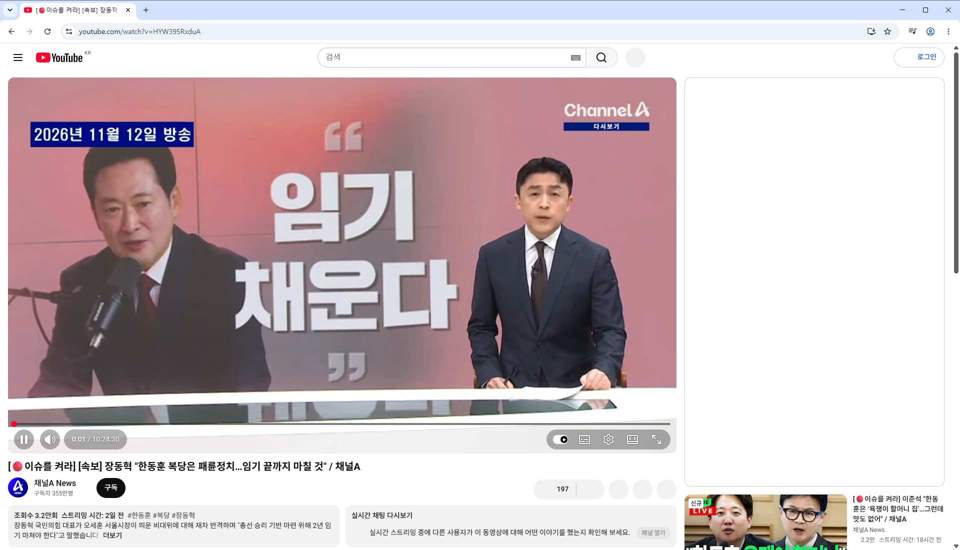 [🔴이슈를 켜라] [속보] 장동혁
youtube.com/watch?v=HYW395RxduA
YouTube KR
검색
로그인
2026년 11월 12일 방송
Channel A
다시보기
“
임기
채운다
”
0:01 / 10:24:30
[🔴이슈를 켜라] [속보] 장동혁 “한동훈 복당은 패륜정치…임기 끝까지 마칠 것” / 채널A
채널A News
구독자 355만명
구독
197
조회수 3.2만회 스트리밍 시간: 2일 전 #한동훈 #복당 #장동혁
장동혁 국민의힘 대표가 오세훈 서울시장이 띄운 비대위에 대해 재차 반격하며 "총선 승리 기반 마련 위해 2년 임
기 마쳐야 한다"고 말했습니다 더보기
실시간 채팅 다시보기
실시간 스트리밍 중에 다른 사용자가 이 동영상에 대해 어떤 이야기를 했는지 확인해 보세요.
채널 열기
신규
LIVE
[🔴이슈를 켜라] 이준석 “한동
훈은 ‘욕쟁이 할머니 집’…그런데
맛도 없어” / 채널A
채널A News
3.2만 스트리밍 시간: 18시간 전